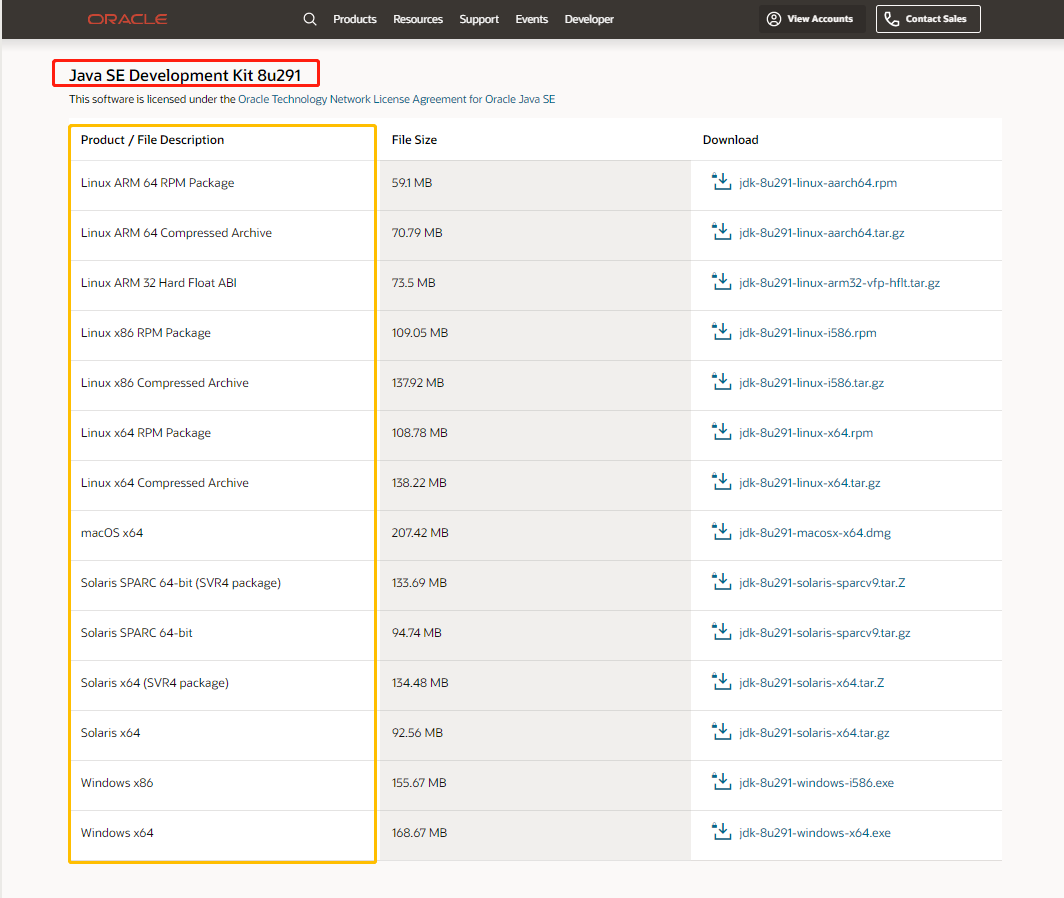 ORACLE Products Resources Support Events Developer View Accounts Contact Sales
Java SE Development Kit 8u291
This software is licensed under the Oracle Technology Network License Agreement for Oracle Java SE
Product / File Description File Size Download
Linux ARM 64 RPM Package 59.1 MB jdk-8u291-linux-aarch64.rpm
Linux ARM 64 Compressed Archive 70.79 MB jdk-8u291-linux-aarch64.tar.gz
Linux ARM 32 Hard Float ABI 73.5 MB jdk-8u291-linux-arm32-vfp-hflt.tar.gz
Linux x86 RPM Package 109.05 MB jdk-8u291-linux-i586.rpm
Linux x86 Compressed Archive 137.92 MB jdk-8u291-linux-i586.tar.gz
Linux x64 RPM Package 108.78 MB jdk-8u291-linux-x64.rpm
Linux x64 Compressed Archive 138.22 MB jdk-8u291-linux-x64.tar.gz
macOS x64 207.42 MB jdk-8u291-macosx-x64.dmg
Solaris SPARC 64-bit (SVR4 package) 133.69 MB jdk-8u291-solaris-sparcv9.tar.Z
Solaris SPARC 64-bit 94.74 MB jdk-8u291-solaris-sparcv9.tar.gz
Solaris x64 (SVR4 package) 134.48 MB jdk-8u291-solaris-x64.tar.Z
Solaris x64 92.56 MB jdk-8u291-solaris-x64.tar.gz
Windows x86 155.67 MB jdk-8u291-windows-i586.exe
Windows x64 168.67 MB jdk-8u291-windows-x64.exe